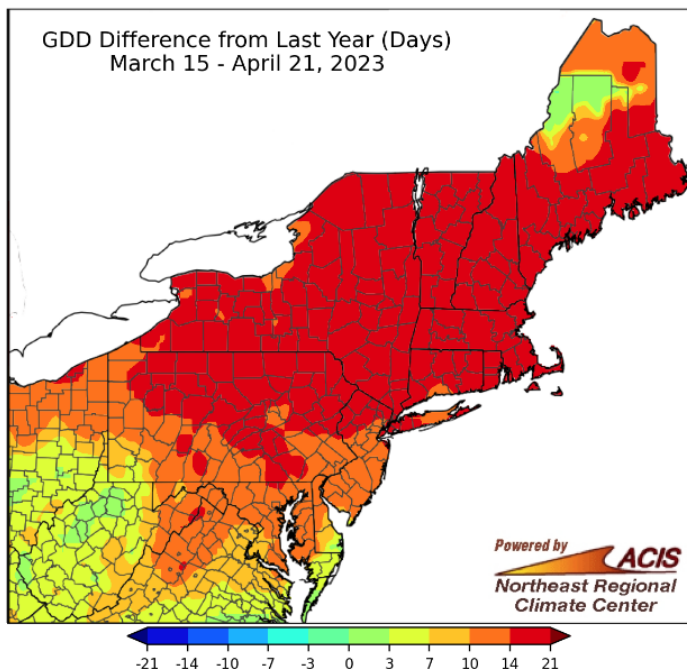 GDD Difference from Last Year (Days)
March 15 - April 21, 2023
Powered by
ACIS
Northeast Regional
Climate Center
-21 -14 -10 -7 -3 0 3 7 10 14 21